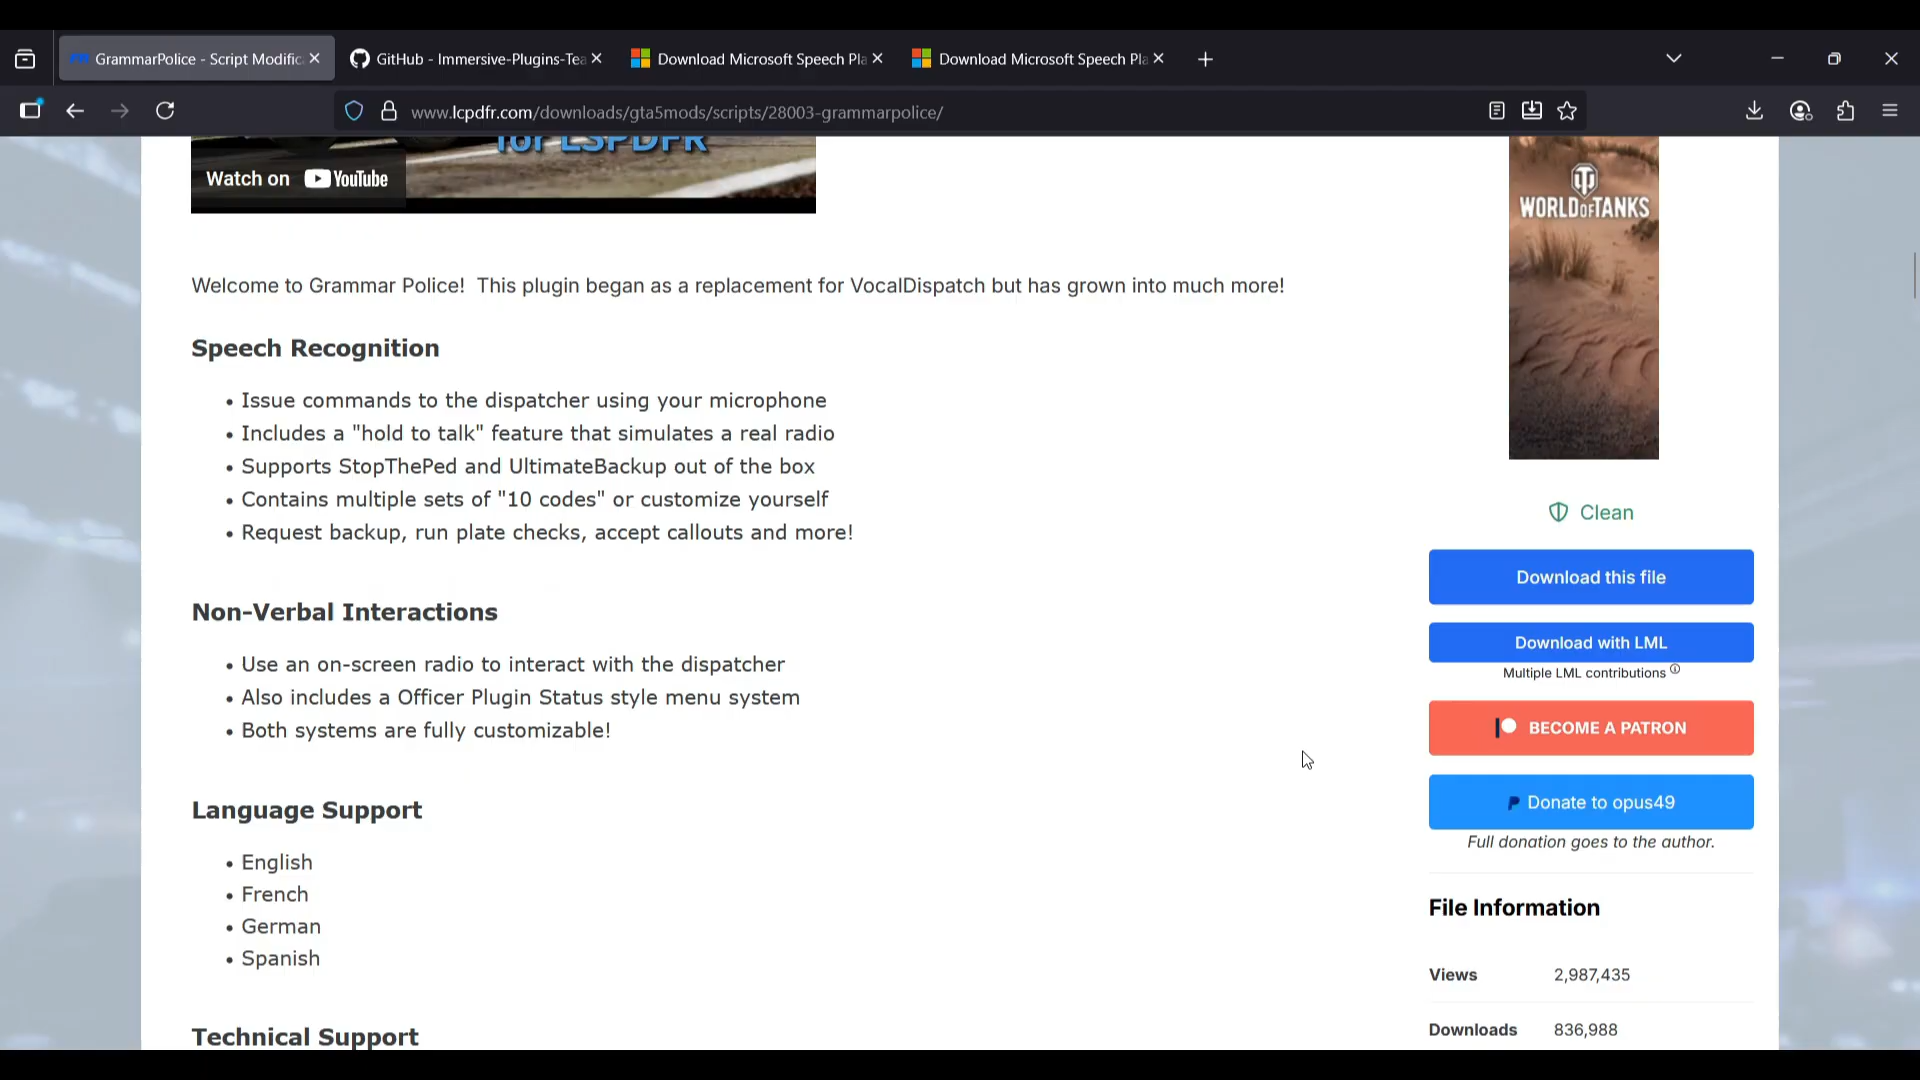 GrammarPolice - Script Modific
GitHub - Immersive-Plugins-Tea
Download Microsoft Speech Pla
Download Microsoft Speech Pla
www.lcpdfr.com/downloads/gta5mods/scripts/28003-grammarpolice/
for LSPDFR
Watch on YouTube
WORLD OF TANKS
Welcome to Grammar Police!  This plugin began as a replacement for VocalDispatch but has grown into much more!
Speech Recognition
• Issue commands to the dispatcher using your microphone
• Includes a "hold to talk" feature that simulates a real radio
• Supports StopThePed and UltimateBackup out of the box
• Contains multiple sets of "10 codes" or customize yourself
• Request backup, run plate checks, accept callouts and more!
Non-Verbal Interactions
• Use an on-screen radio to interact with the dispatcher
• Also includes a Officer Plugin Status style menu system
• Both systems are fully customizable!
Language Support
• English
• French
• German
• Spanish
Technical Support
Clean
Download this file
Download with LML
Multiple LML contributions
BECOME A PATRON
Donate to opus49
Full donation goes to the author.
File Information
Views 2,987,435
Downloads 836,988